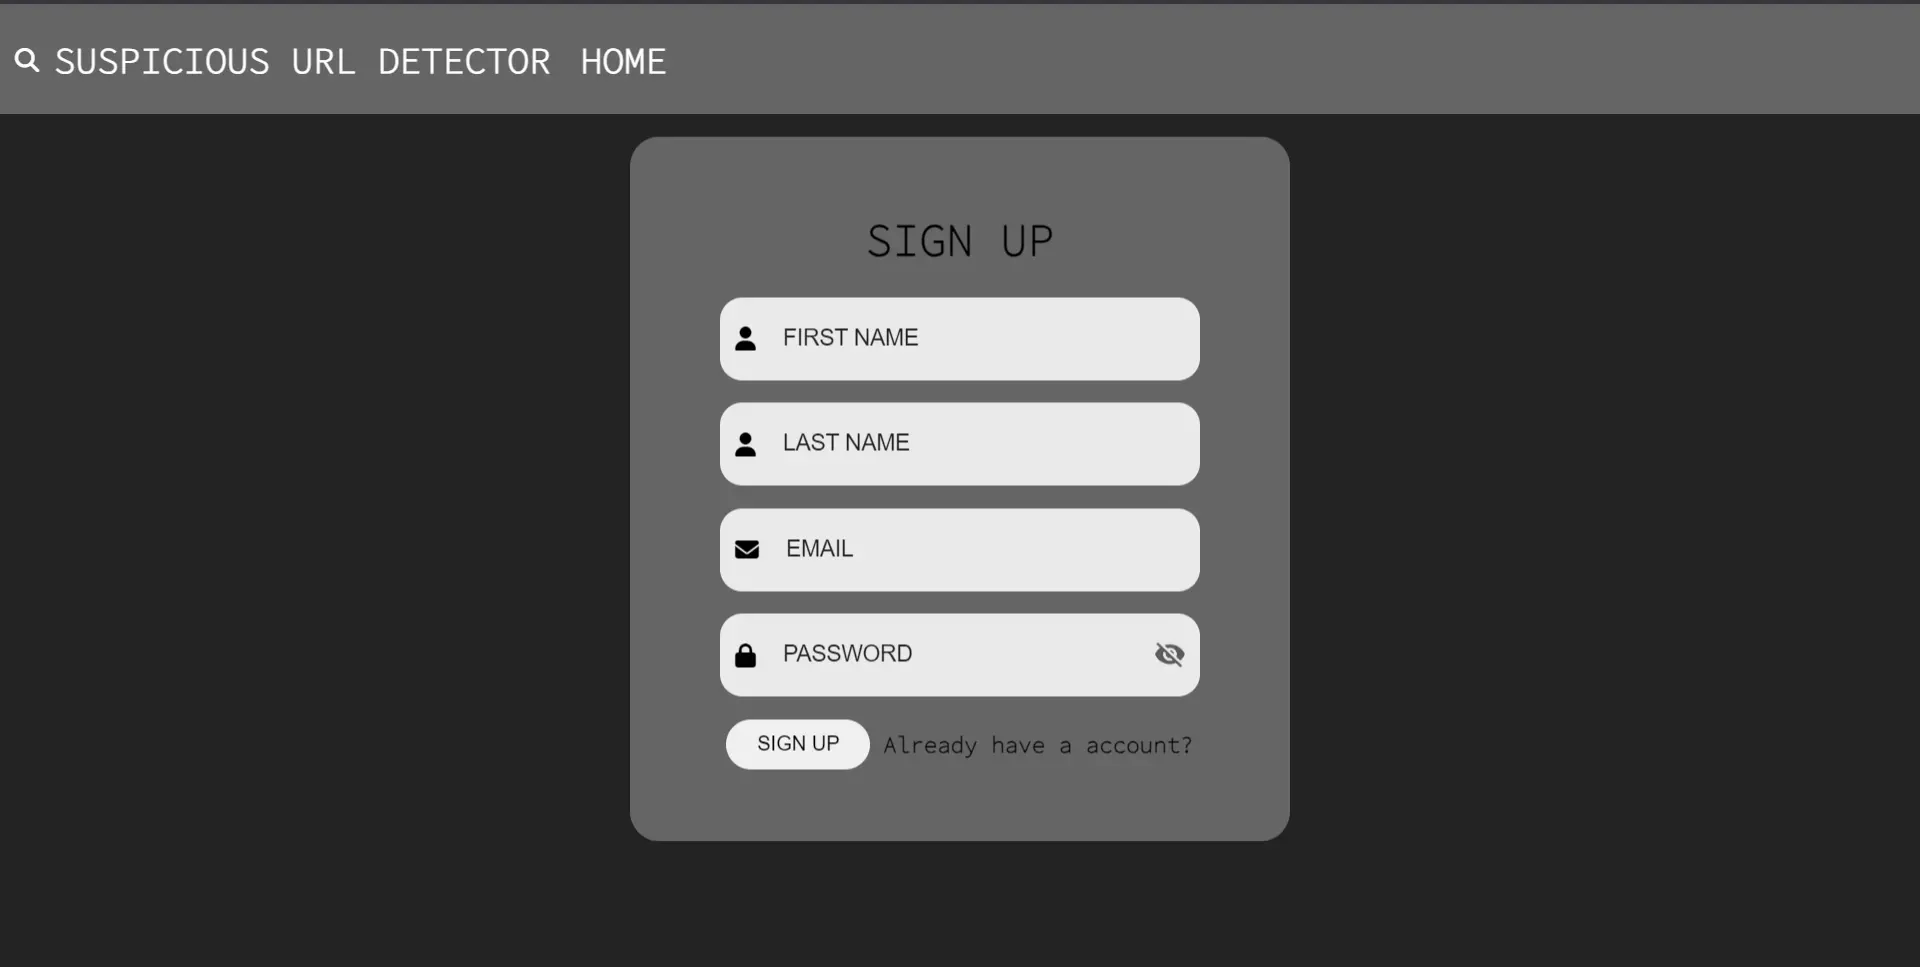 SUSPICIOUS URL DETECTOR HOME
SIGN UP
FIRST NAME
LAST NAME
EMAIL
PASSWORD
SIGN UP Already have a account?